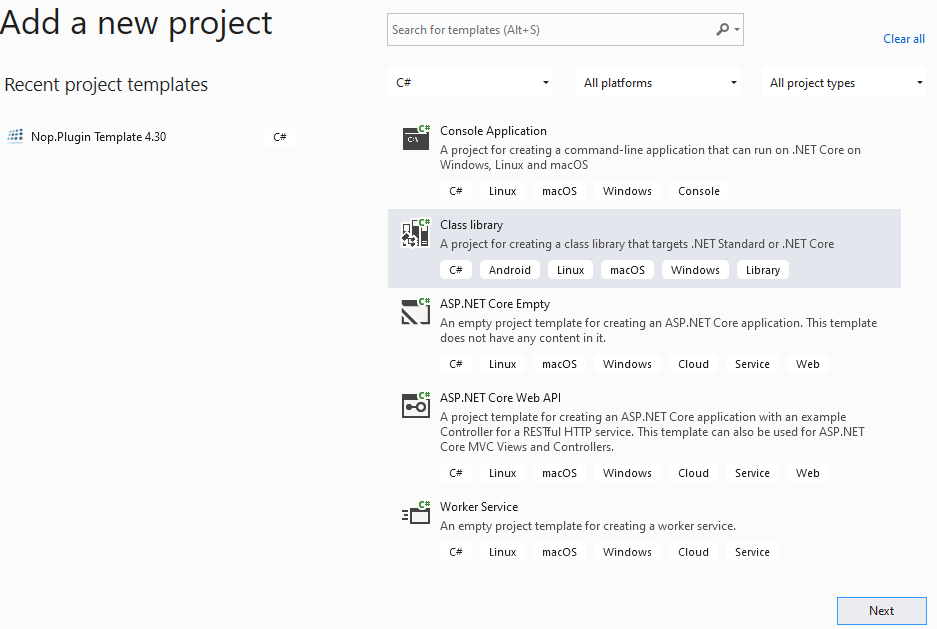 Add a new project
Search for templates (Alt+S)
Clear all
Recent project templates
C#
All platforms
All project types
Nop.Plugin Template 4.30
C#
C#
C:\
Console Application
A project for creating a command-line application that can run on .NET Core on
Windows, Linux and macOS
C#
Linux
macOS
Windows
Console
C#
Class library
A project for creating a class library that targets .NET Standard or .NET Core
C#
Android
Linux
macOS
Windows
Library
C#
ASP.NET Core Empty
An empty project template for creating an ASP.NET Core application. This template
does not have any content in it.
C#
Linux
macOS
Windows
Cloud
Service
Web
C#
ASP.NET Core Web API
A project template for creating an ASP.NET Core application with an example
Controller for a RESTful HTTP service. This template can also be used for ASP.NET
Core MVC Views and Controllers.
C#
Linux
macOS
Windows
Cloud
Service
Web
C#
Worker Service
An empty project template for creating a worker service.
C#
Linux
macOS
Windows
Cloud
Service
Next